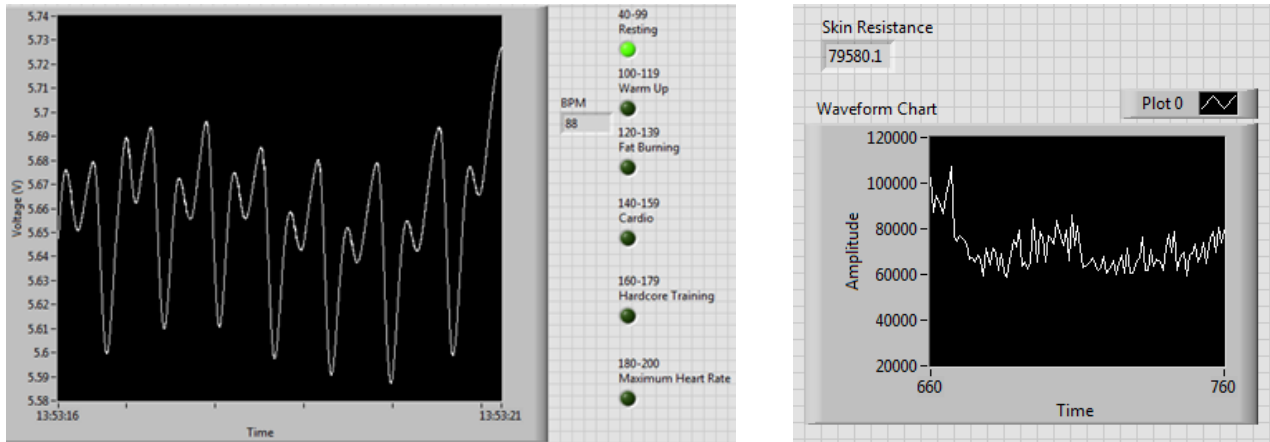 5.74
5.73
5.72
5.71
5.7
5.69
5.68
5.67
5.66
5.65
5.64
5.63
5.62
5.61
5.6
5.59
5.58
Voltage (V)
13:53:16
13:53:21
Time
BPM
88
40-99
Resting
100-119
Warm Up
120-139
Fat Burning
140-159
Cardio
160-179
Hardcore Training
180-200
Maximum Heart Rate
Skin Resistance
79580.1
Waveform Chart
Plot 0
120000
100000
80000
60000
40000
20000
Amplitude
660
760
Time